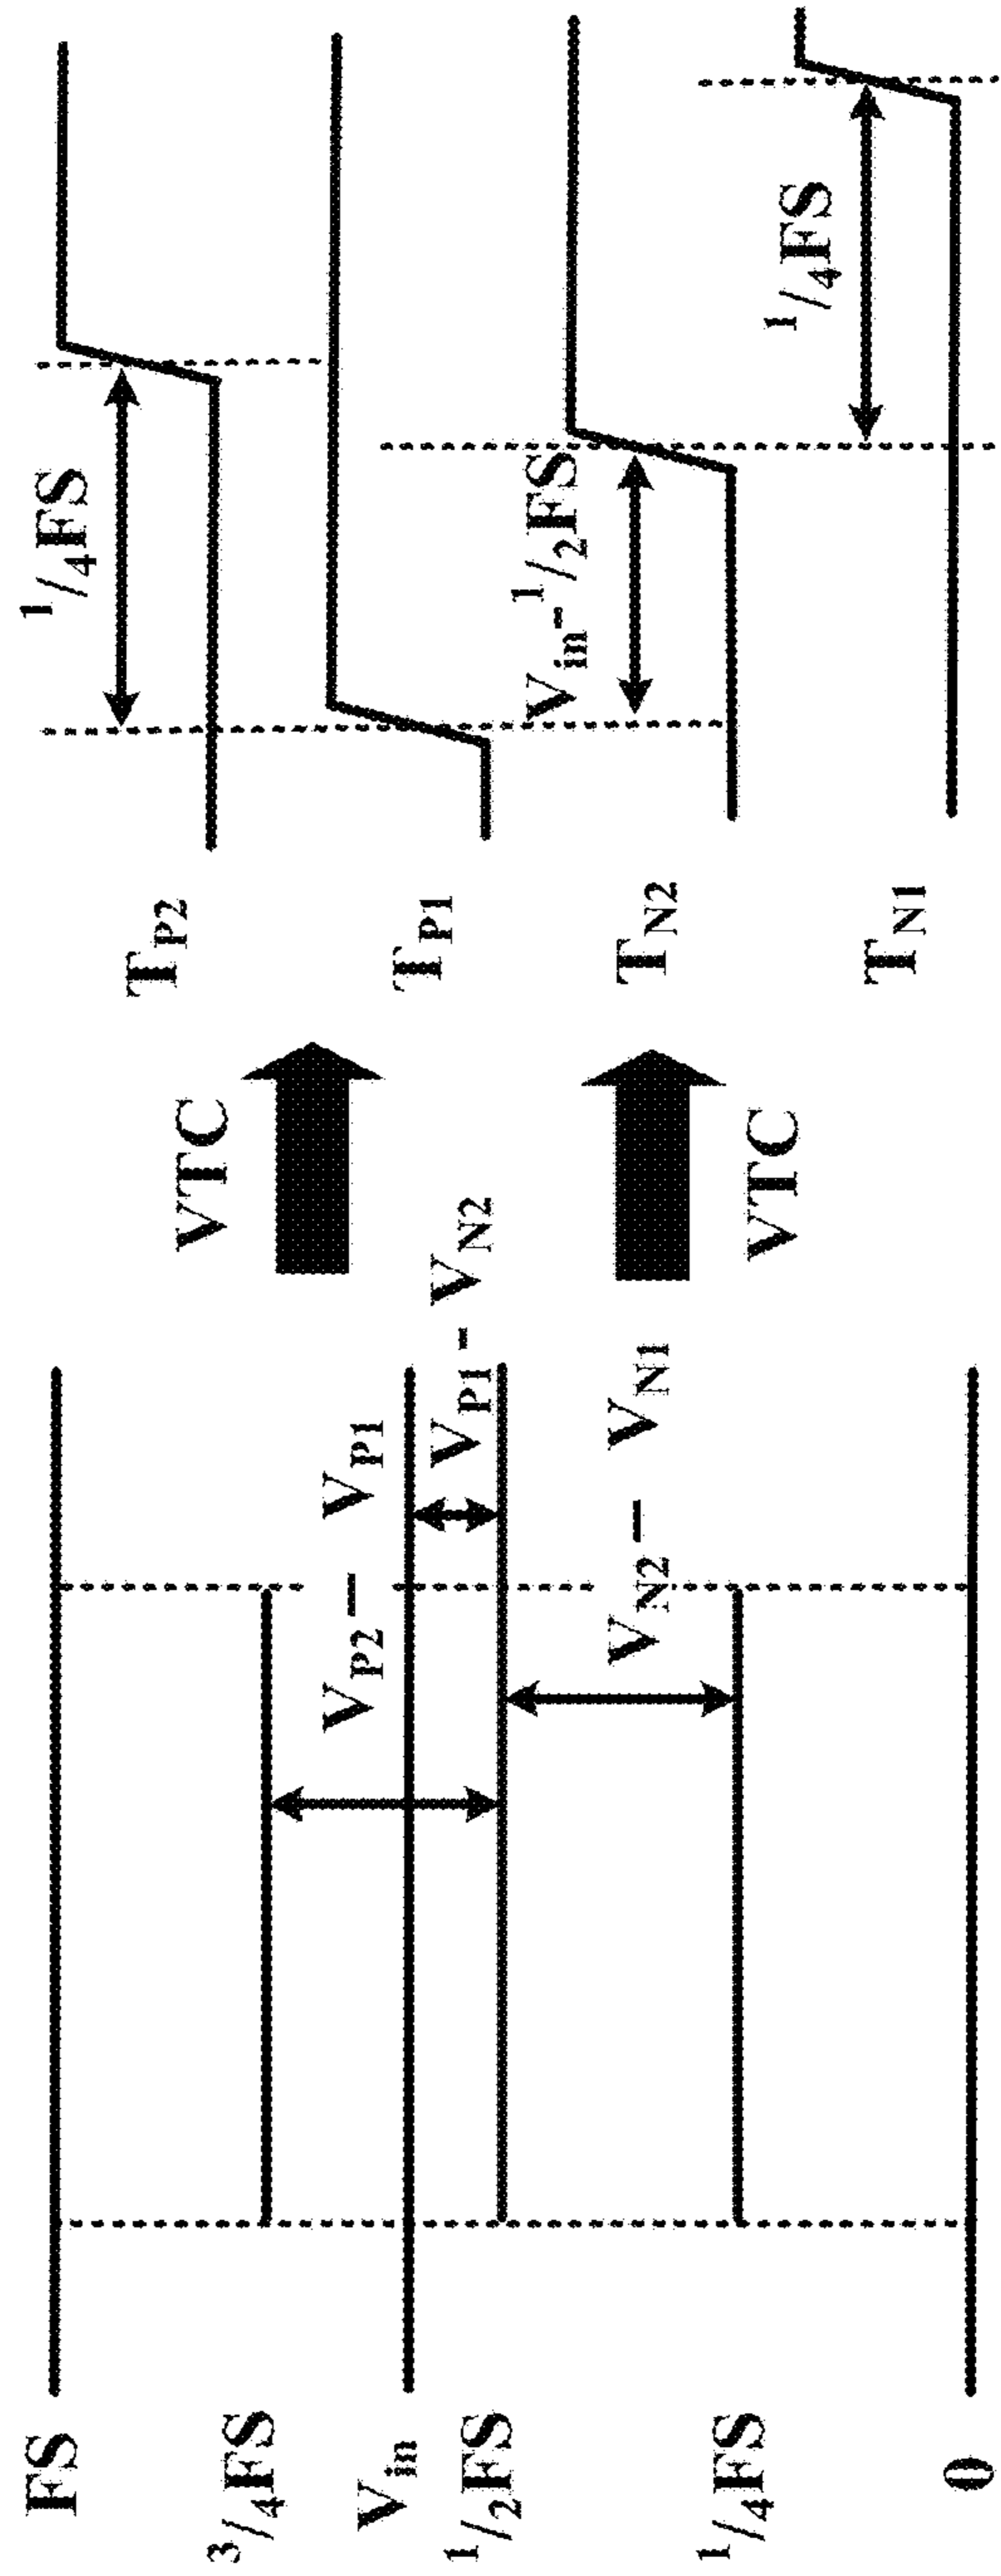 FS
3/4FS
Vin
1/2FS
1/4FS
0
VP2 – VP1
VP1 – VN2
VN2 – VN1
VTC
VTC
TP2
TP1
TN2
TN1
1/4FS
Vin-1/2FS
1/4FS